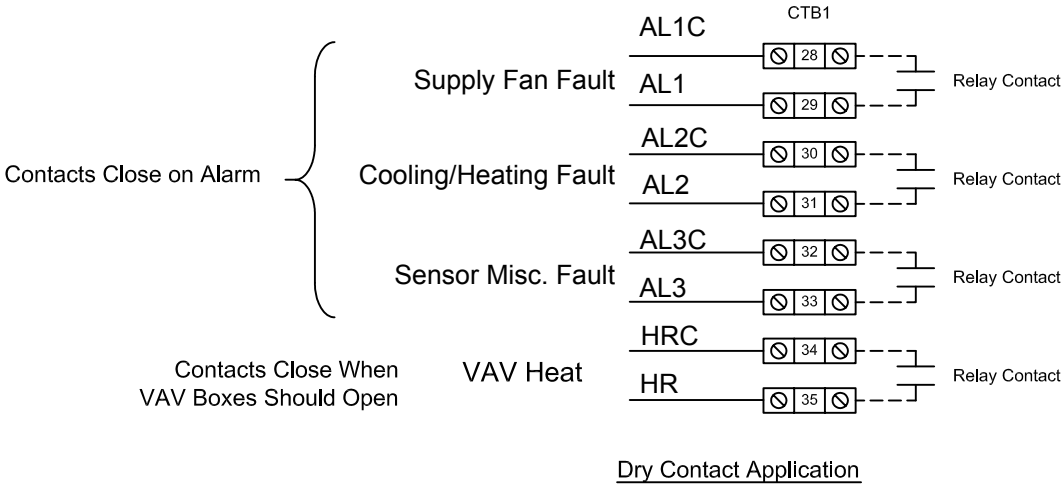 CTB1
AL1C
28
Supply Fan Fault
AL1
29
Relay Contact
AL2C
30
Contacts Close on Alarm
Cooling/Heating Fault
AL2
31
Relay Contact
AL3C
32
Sensor Misc. Fault
AL3
33
Relay Contact
HRC
34
Contacts Close When
VAV Boxes Should Open
VAV Heat
HR
35
Relay Contact
Dry Contact Application